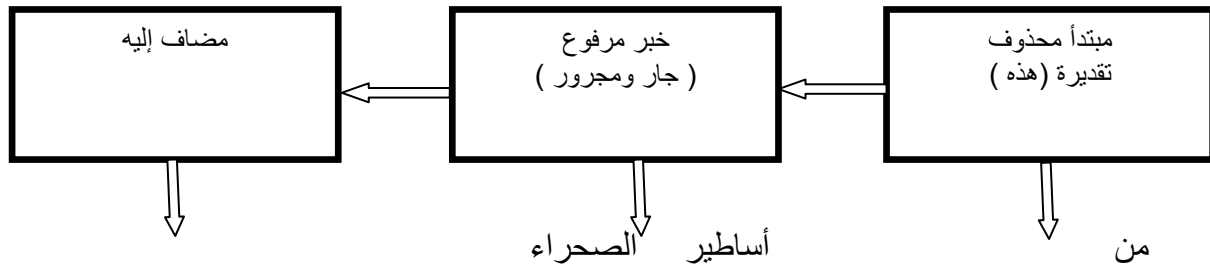 مبتدأ محذوف
تقديرة (هذه )
خبر مرفوع
( جار ومجرور )
مضاف إليه
من أساطير الصحراء